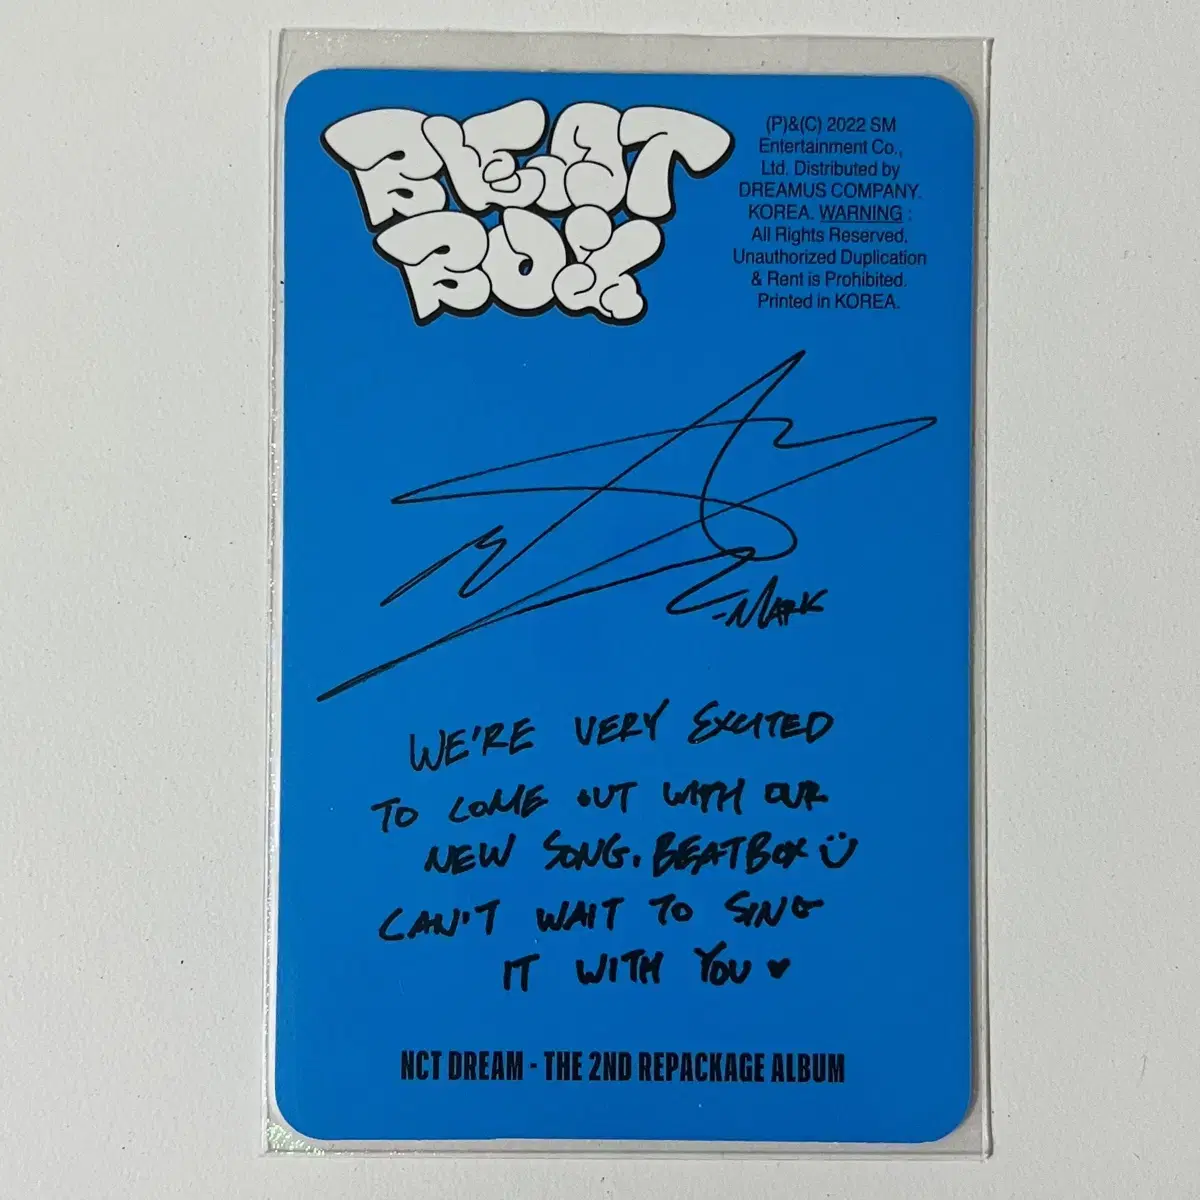 BEAT
BOX
(P)&(C) 2022 SM
Entertainment Co.,
Ltd. Distributed by
DREAMUS COMPANY.
KOREA. WARNING :
All Rights Reserved.
Unauthorized Duplication
& Rent is Prohibited.
Printed in KOREA.
-MARK
WE'RE VERY EXCITED
TO COME OUT WITH OUR
NEW SONG. BEATBOX
CAN'T WAIT TO SING
IT WITH YOU ♥
NCT DREAM - THE 2ND REPACKAGE ALBUM